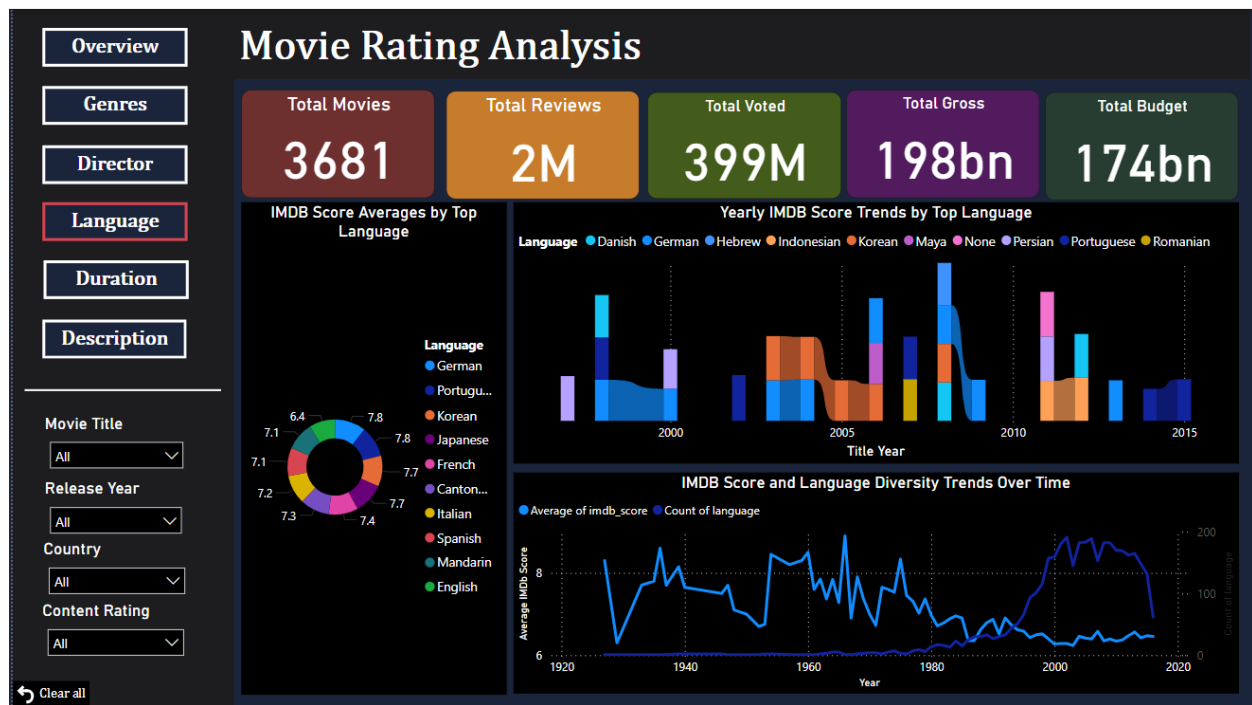 Overview
Genres
Director
Language
Duration
Description
Movie Title
All
Release Year
All
Country
All
Content Rating
All
Clear all
Movie Rating Analysis
Total Movies
3681
Total Reviews
2M
Total Voted
399M
Total Gross
198bn
Total Budget
174bn
IMDB Score Averages by Top
Language
Language
German
Portugu...
Korean
Japanese
French
Canton...
Italian
Spanish
Mandarin
English
7.8
7.8
7.7
7.7
7.4
7.3
7.2
7.1
7.1
6.4
Yearly IMDB Score Trends by Top Language
Language Danish German Hebrew Indonesian Korean Maya None Persian Portuguese Romanian
2000 2005 2010 2015
Title Year
IMDB Score and Language Diversity Trends Over Time
Average of imdb_score Count of language
Average IMDb Score
8
6
200
100
0
Count of language
1920 1940 1960 1980 2000 2020
Year